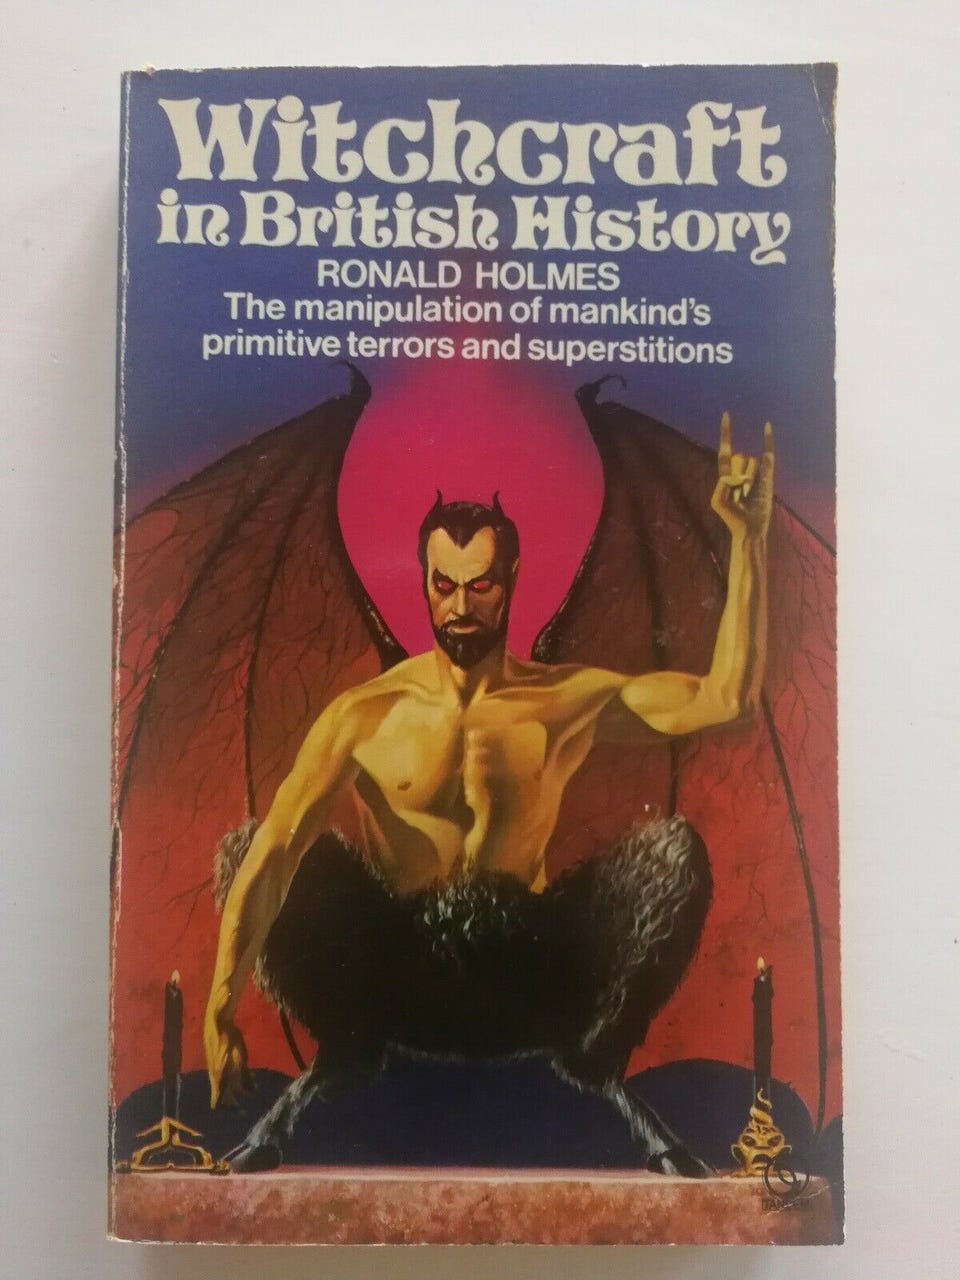 Witchcraft
in British History
RONALD HOLMES
The manipulation of mankind's
primitive terrors and superstitions